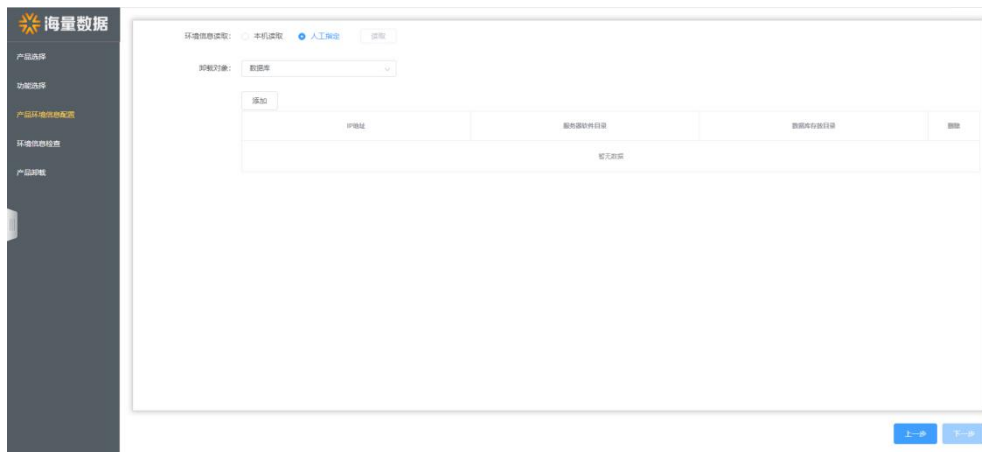 海量数据
产品选择
功能选择
产品环境信息配置
环境信息检查
产品卸载
环境信息读取： 本机读取 人工指定 读取
卸载对象： 数据库
添加
IP地址 服务器软件目录 数据库存放目录 删除
暂无数据
上一步 下一步